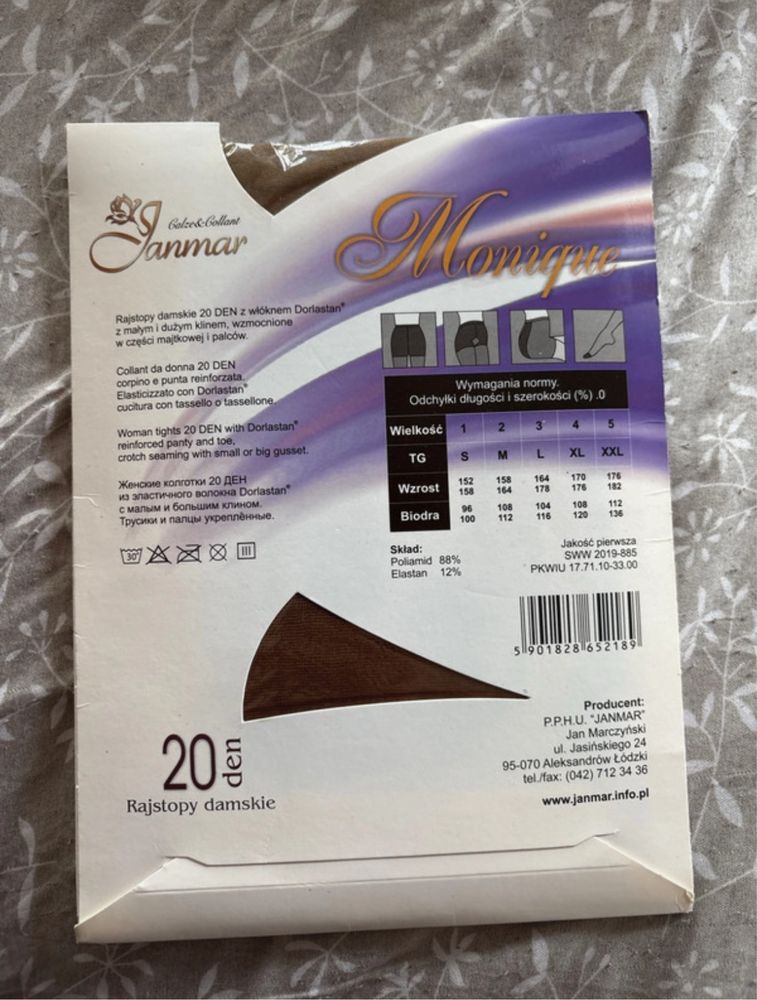 Calze&Collant
Janmar
Monique
Rajstopy damskie 20 DEN z włóknem Dorlastan®
z małym i dużym klinem, wzmocnione
w części majtkowej i palców.
Collant da donna 20 DEN
corpino e punta reinforzata.
Elasticizzato con Dorlastan®
cucitura con tassello o tassellone.
Woman tights 20 DEN with Dorlastan®
reinforced panty and toe,
crotch seaming with small or big gusset.
Женские колготки 20 ДЕН
из эластичного волокна Dorlastan®
с малым и большим клином.
Трусики и палцы укреплённые.
30°
Wymagania normy.
Odchyłki długości i szerokości (%) .0
Wielkość 1 2 3 4 5
TG S M L XL XXL
Wzrost 152 158 164 170 176
158 164 178 176 182
Biodra 96 108 104 108 112
100 112 116 120 136
Skład:
Poliamid 88%
Elastan 12%
Jakość pierwsza
SWW 2019-885
PKWIU 17.71.10-33.00
5 901828 652189
Producent:
P.P.H.U. "JANMAR"
Jan Marczyński
ul. Jasińskiego 24
95-070 Aleksandrów Łódzki
tel./fax: (042) 712 34 36
www.janmar.info.pl
20 den
Rajstopy damskie